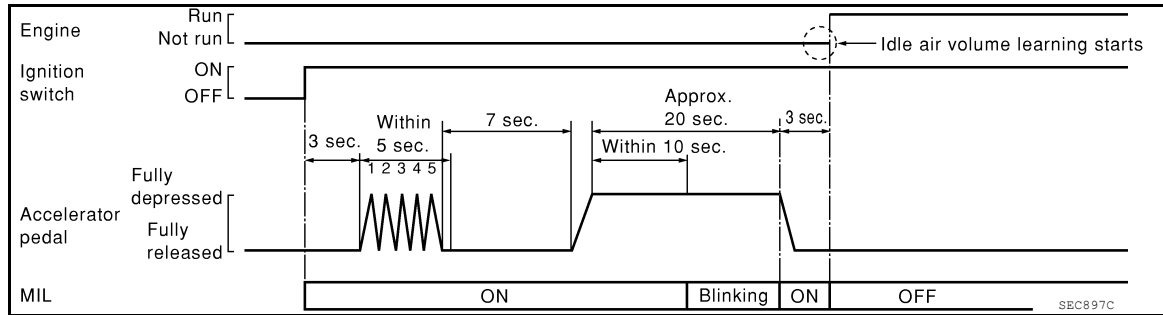 Engine
Run
Not run
Idle air volume learning starts
Ignition
switch
ON
OFF
Approx.
20 sec.
3 sec.
Within
5 sec.
7 sec.
3 sec.
Within 10 sec.
1 2 3 4 5
Accelerator
pedal
Fully
depressed
Fully
released
MIL
ON
Blinking
ON
OFF
SEC897C